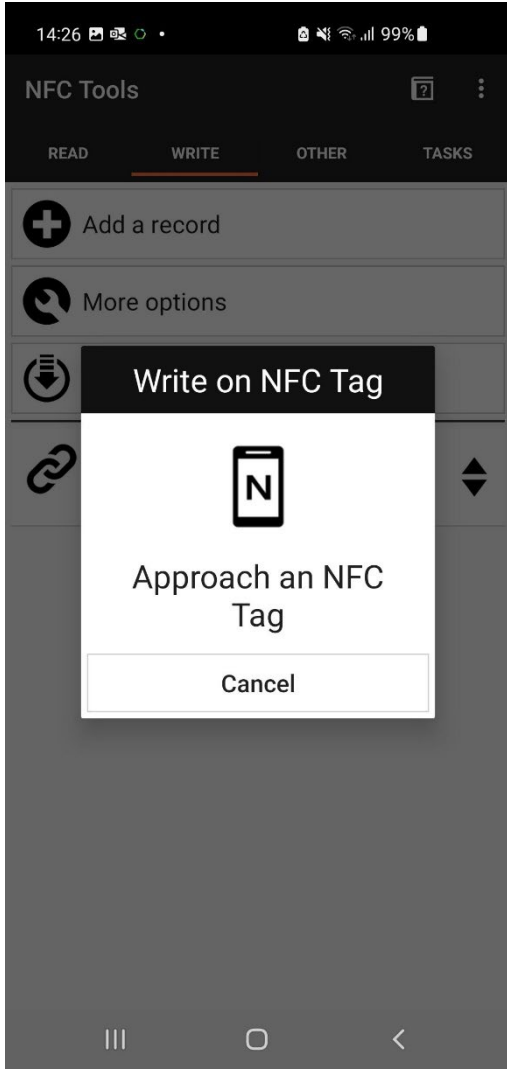 14:26 99%
NFC Tools
READ WRITE OTHER TASKS
Add a record
More options
Write on NFC Tag
N
Approach an NFC
Tag
Cancel